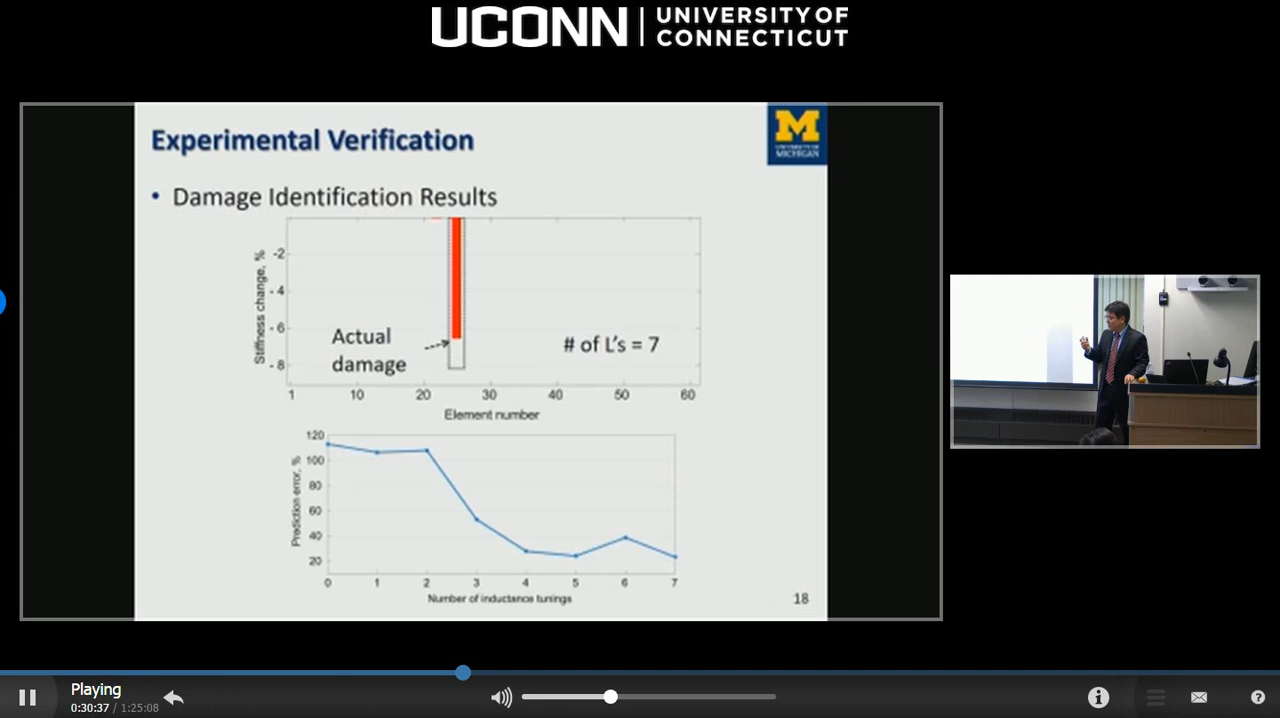 UCONN UNIVERSITY OF
CONNECTICUT
Experimental Verification
M
UNIVERSITY OF
MICHIGAN
• Damage Identification Results
Stiffness change, %
-2
-4
-6
-8
Actual
damage
# of L's = 7
1 10 20 30 40 50 60
Element number
Prediction error, %
120
100
80
60
40
20
0 1 2 3 4 5 6 7
Number of inductance tunings
18
Playing
0:30:37 / 1:25:08